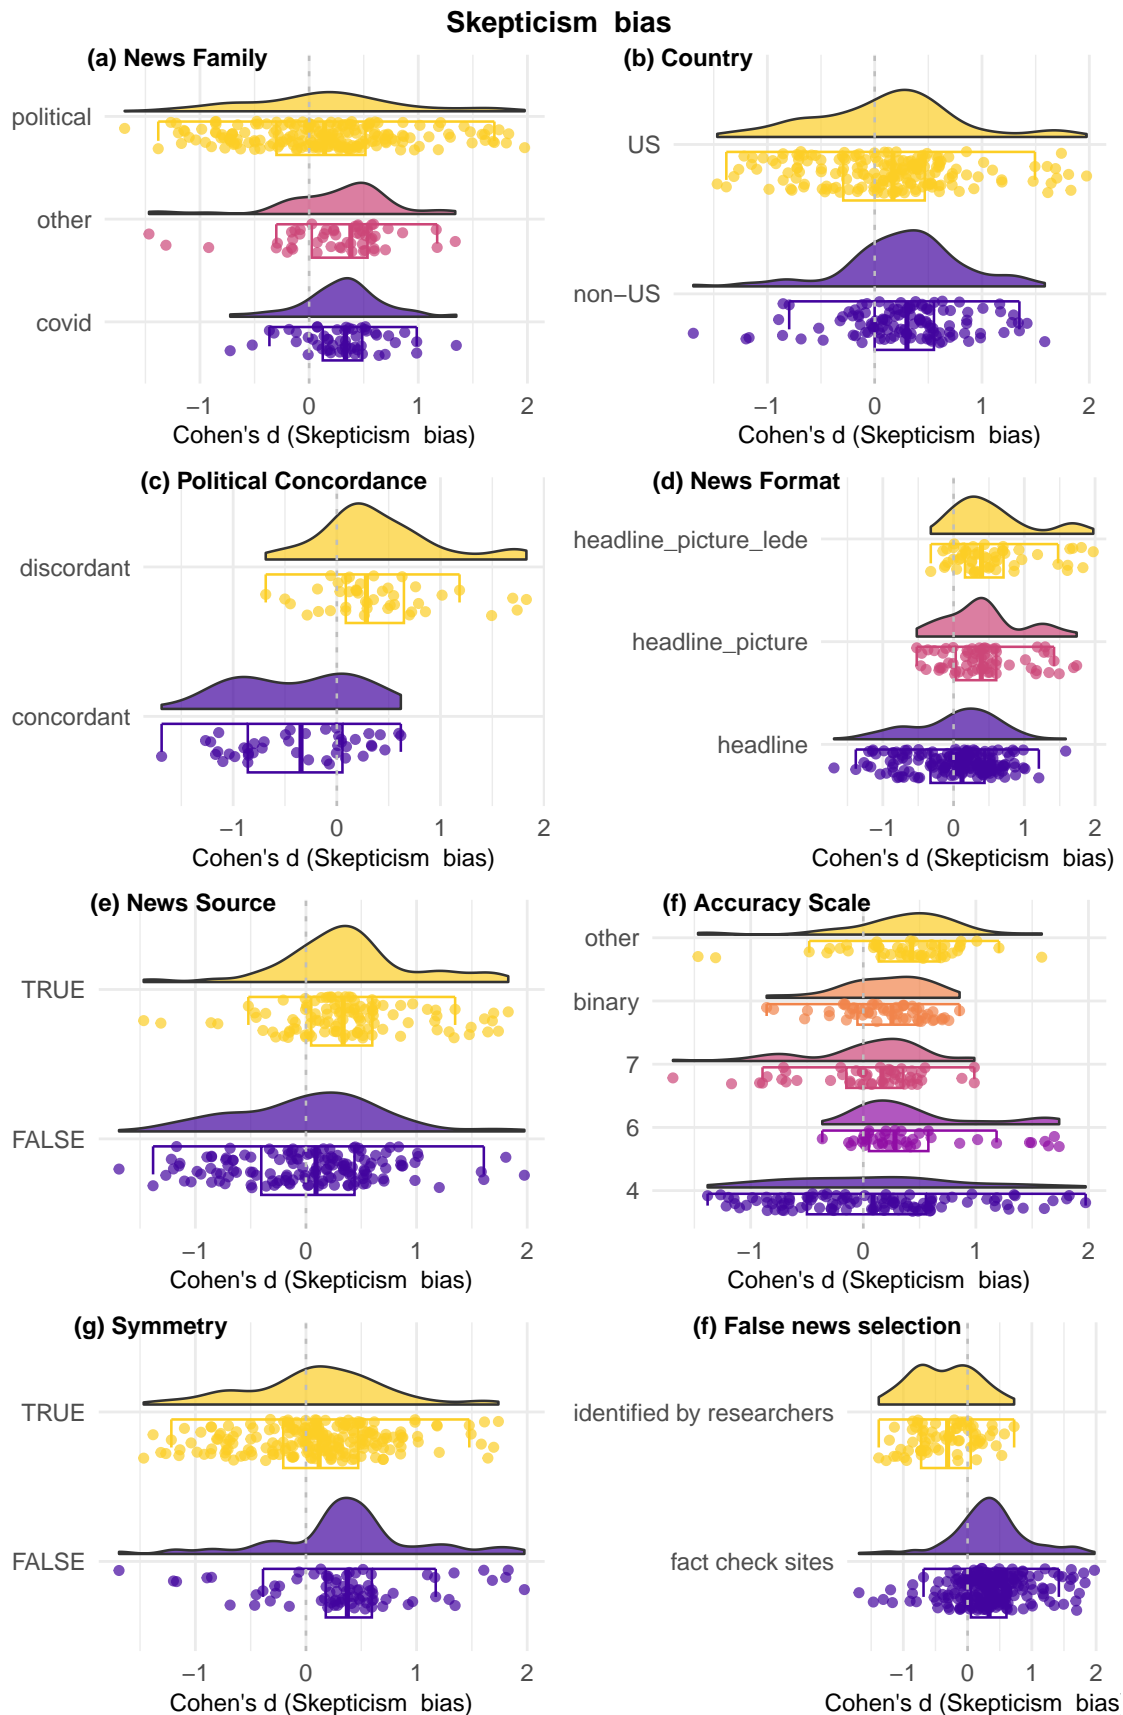 Skepticism  bias
(a) News Family
political
other
covid
−1 0 1 2
Cohen's d (Skepticism  bias)
(b) Country
US
non−US
−1 0 1 2
Cohen's d (Skepticism  bias)
(c) Political Concordance
discordant
concordant
−1 0 1 2
Cohen's d (Skepticism  bias)
(d) News Format
headline_picture_lede
headline_picture
headline
−1 0 1 2
Cohen's d (Skepticism  bias)
(e) News Source
TRUE
FALSE
−1 0 1 2
Cohen's d (Skepticism  bias)
(f) Accuracy Scale
other
binary
7
6
4
−1 0 1 2
Cohen's d (Skepticism  bias)
(g) Symmetry
TRUE
FALSE
−1 0 1 2
Cohen's d (Skepticism  bias)
(f) False news selection
identified by researchers
fact check sites
−1 0 1 2
Cohen's d (Skepticism  bias)